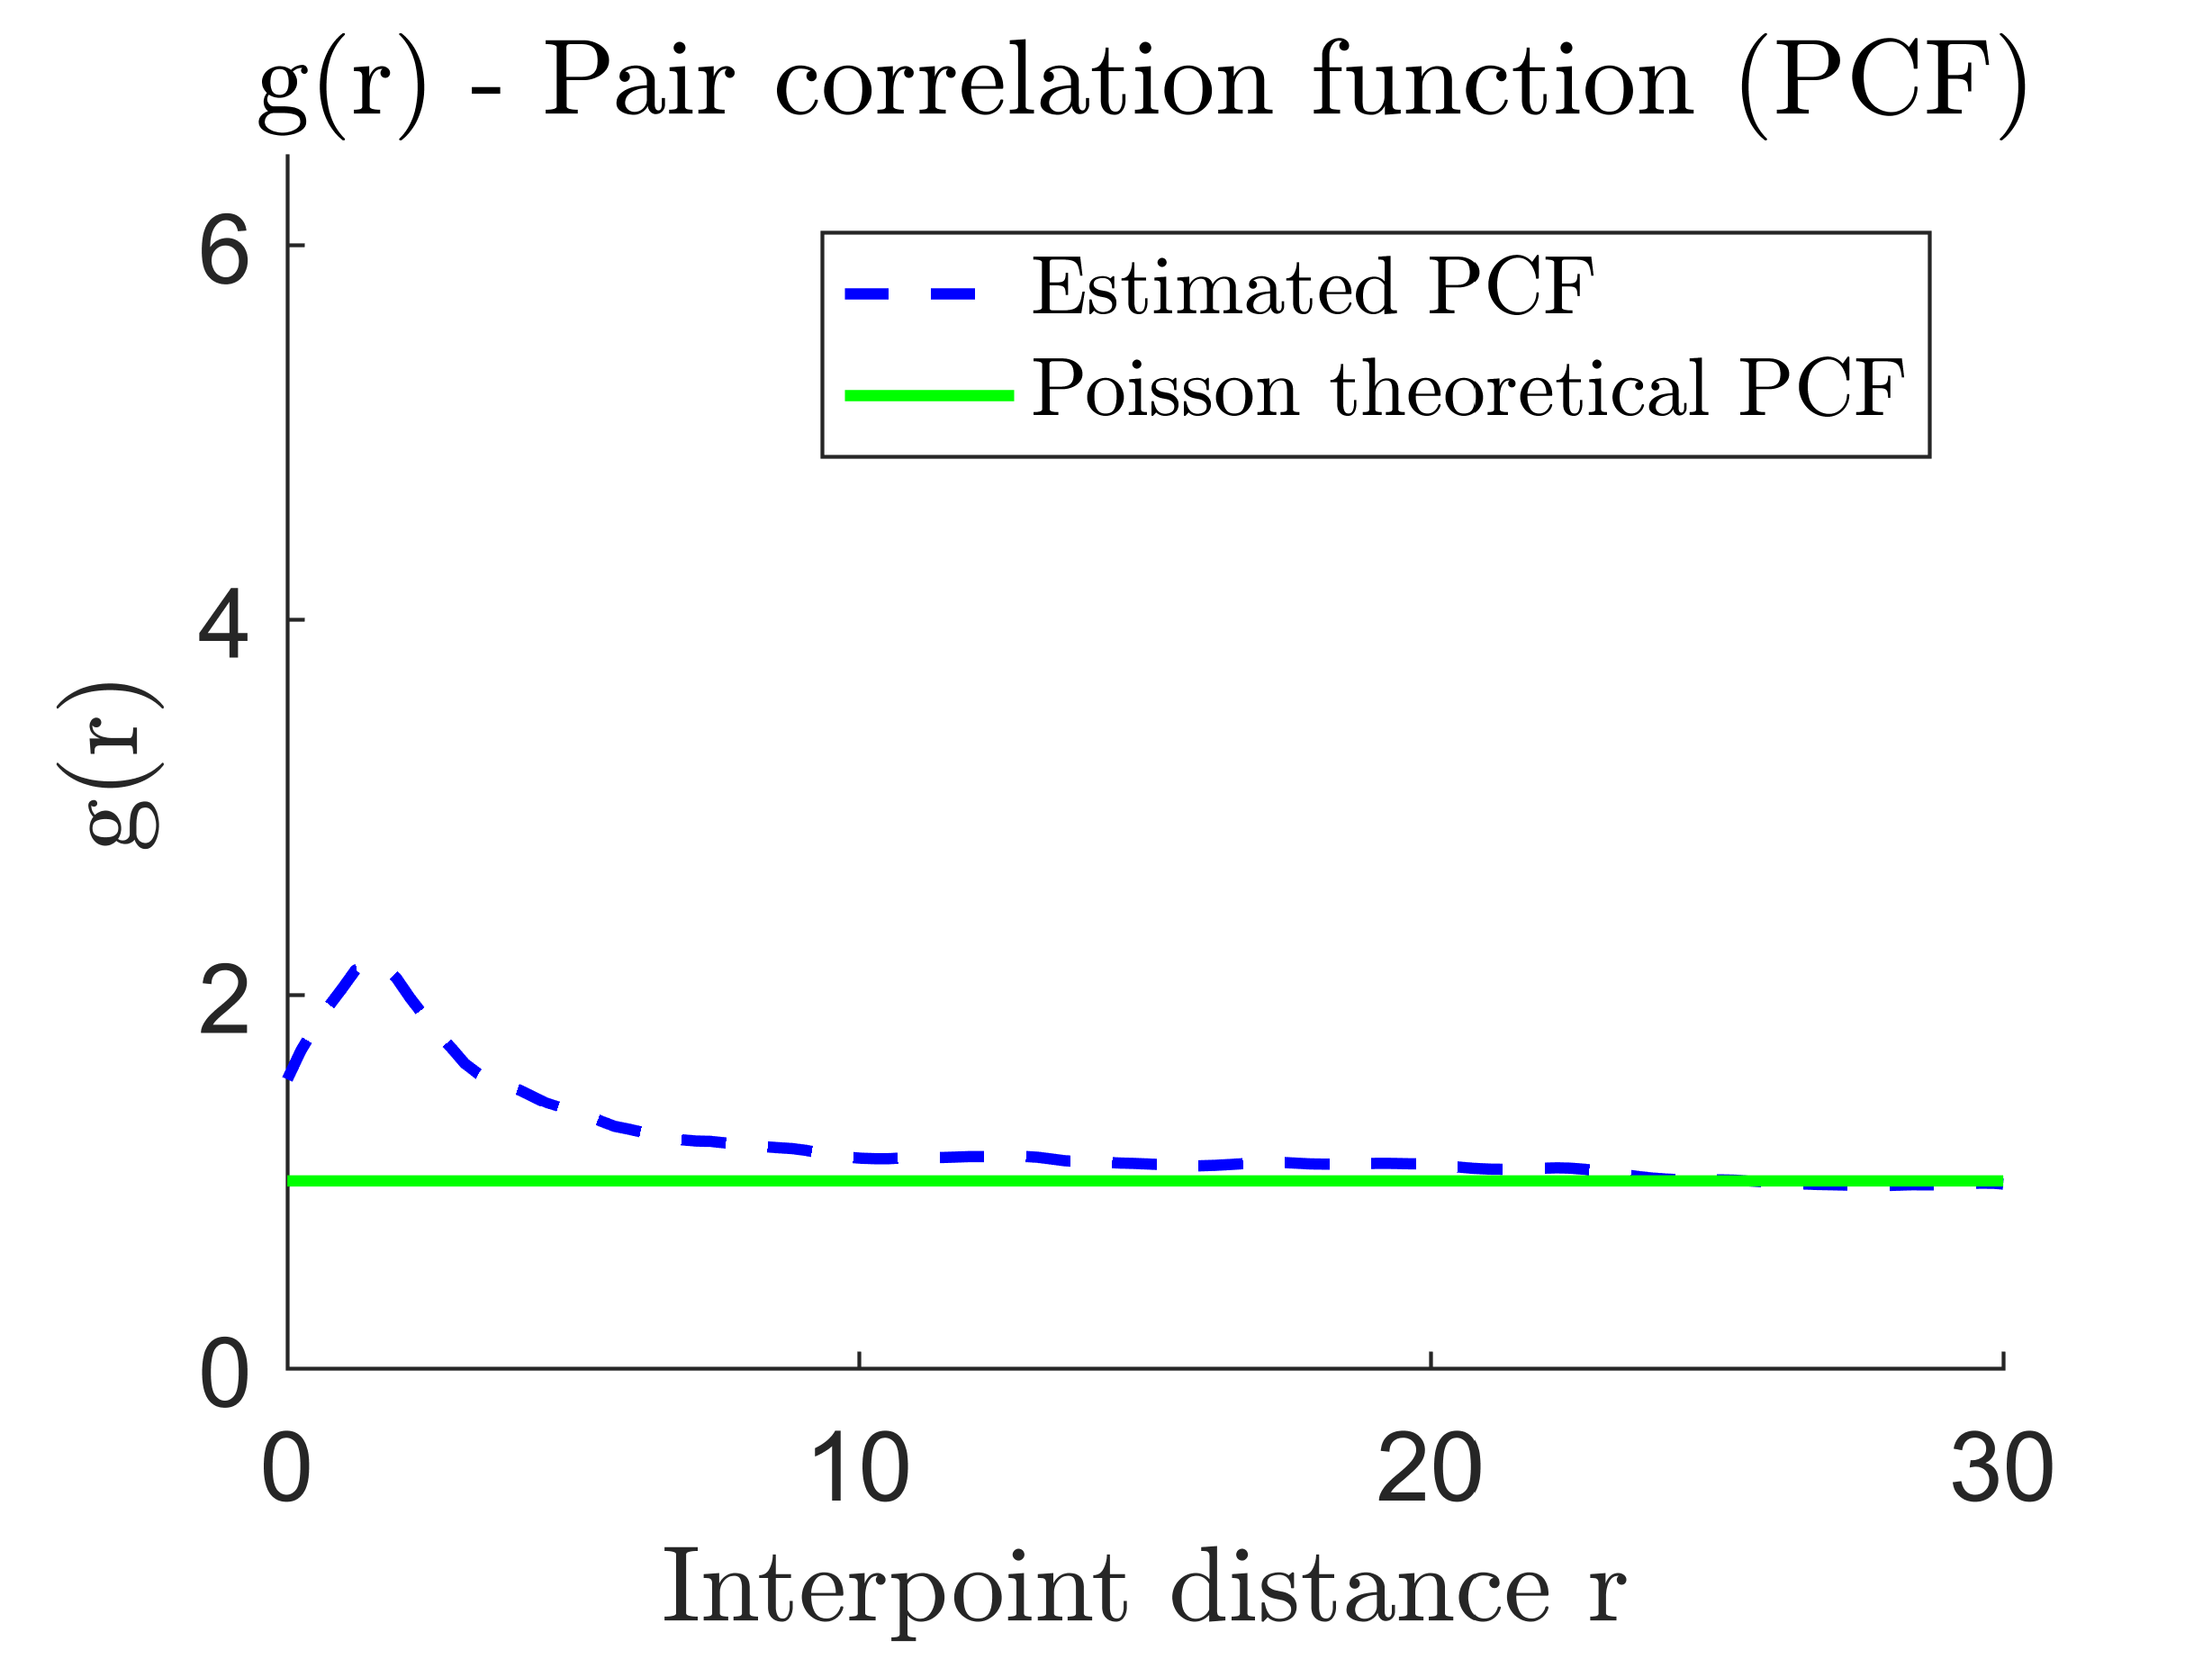 g(r) - Pair correlation function (PCF)
6
Estimated PCF
Poisson theoretical PCF
4
g(r)
2
0
0 10 20 30
Interpoint distance r